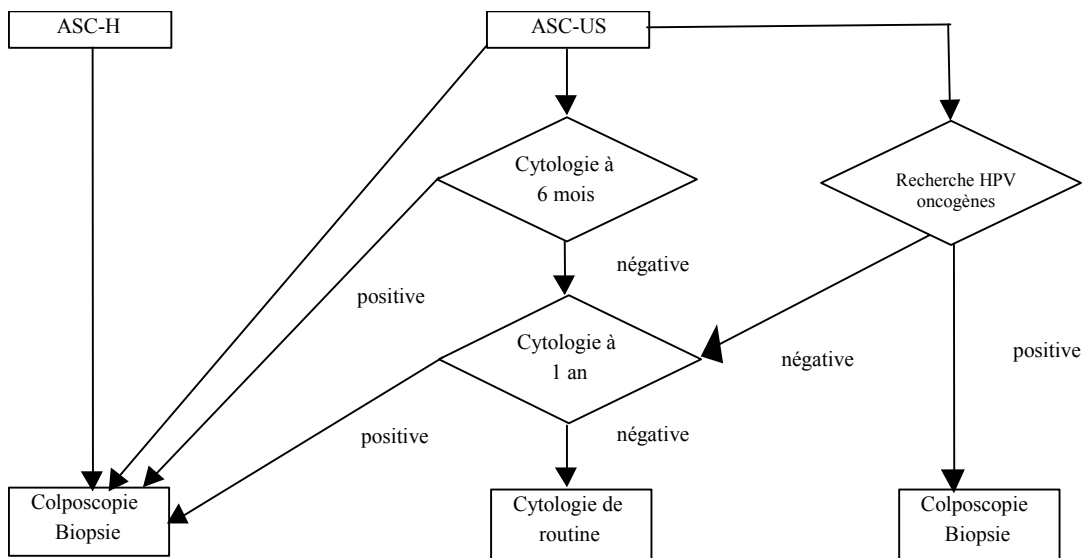 ASC-H
ASC-US
Cytologie à
6 mois
Recherche HPV
oncogènes
négative
positive
Cytologie à
1 an
négative
positive
positive
négative
Colposcopie
Biopsie
Cytologie de
routine
Colposcopie
Biopsie